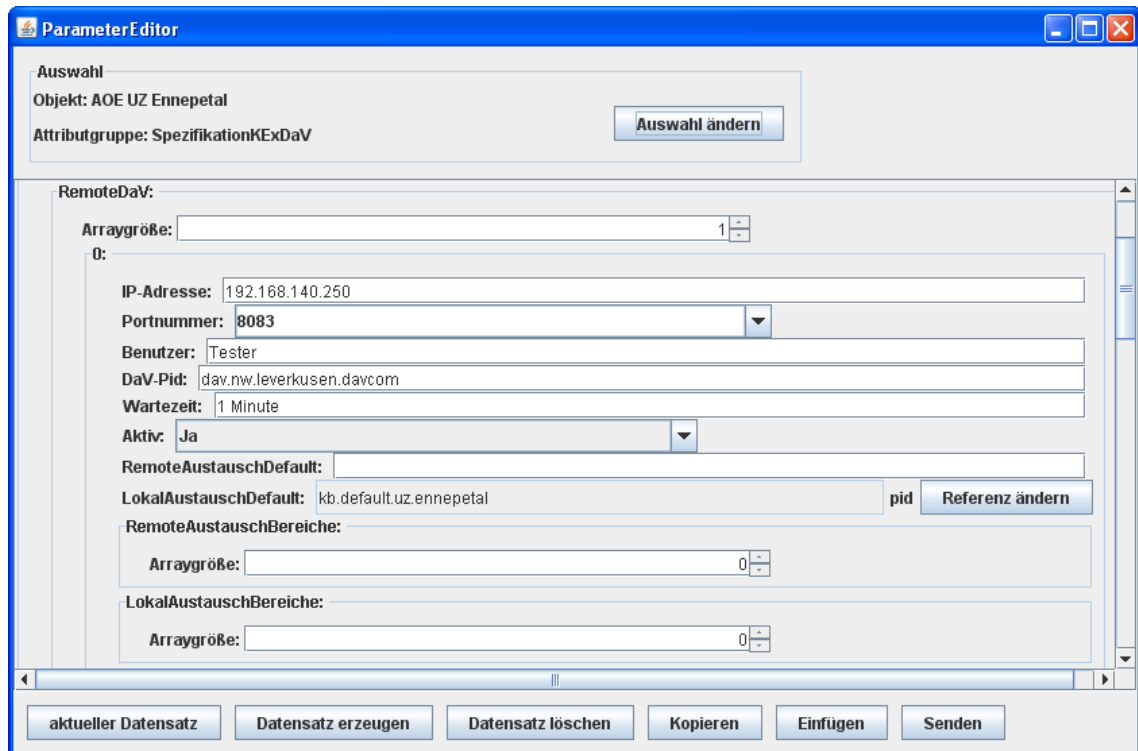 ParameterEditor
Auswahl
Objekt: AOE UZ Ennepetal
Attributgruppe: SpezifikationKExDaV
Auswahl ändern
RemoteDaV:
Arraygröße: 1
0:
IP-Adresse: 192.168.140.250
Portnummer: 8083
Benutzer: Tester
DaV-Pid: dav.nw.leverkusen.davcom
Wartezeit: 1 Minute
Aktiv: Ja
RemoteAustauschDefault:
LokalAustauschDefault: kb.default.uz.ennepetal pid Referenz ändern
RemoteAustauschBereiche:
Arraygröße: 0
LokalAustauschBereiche:
Arraygröße: 0
aktueller Datensatz Datensatz erzeugen Datensatz löschen Kopieren Einfügen Senden